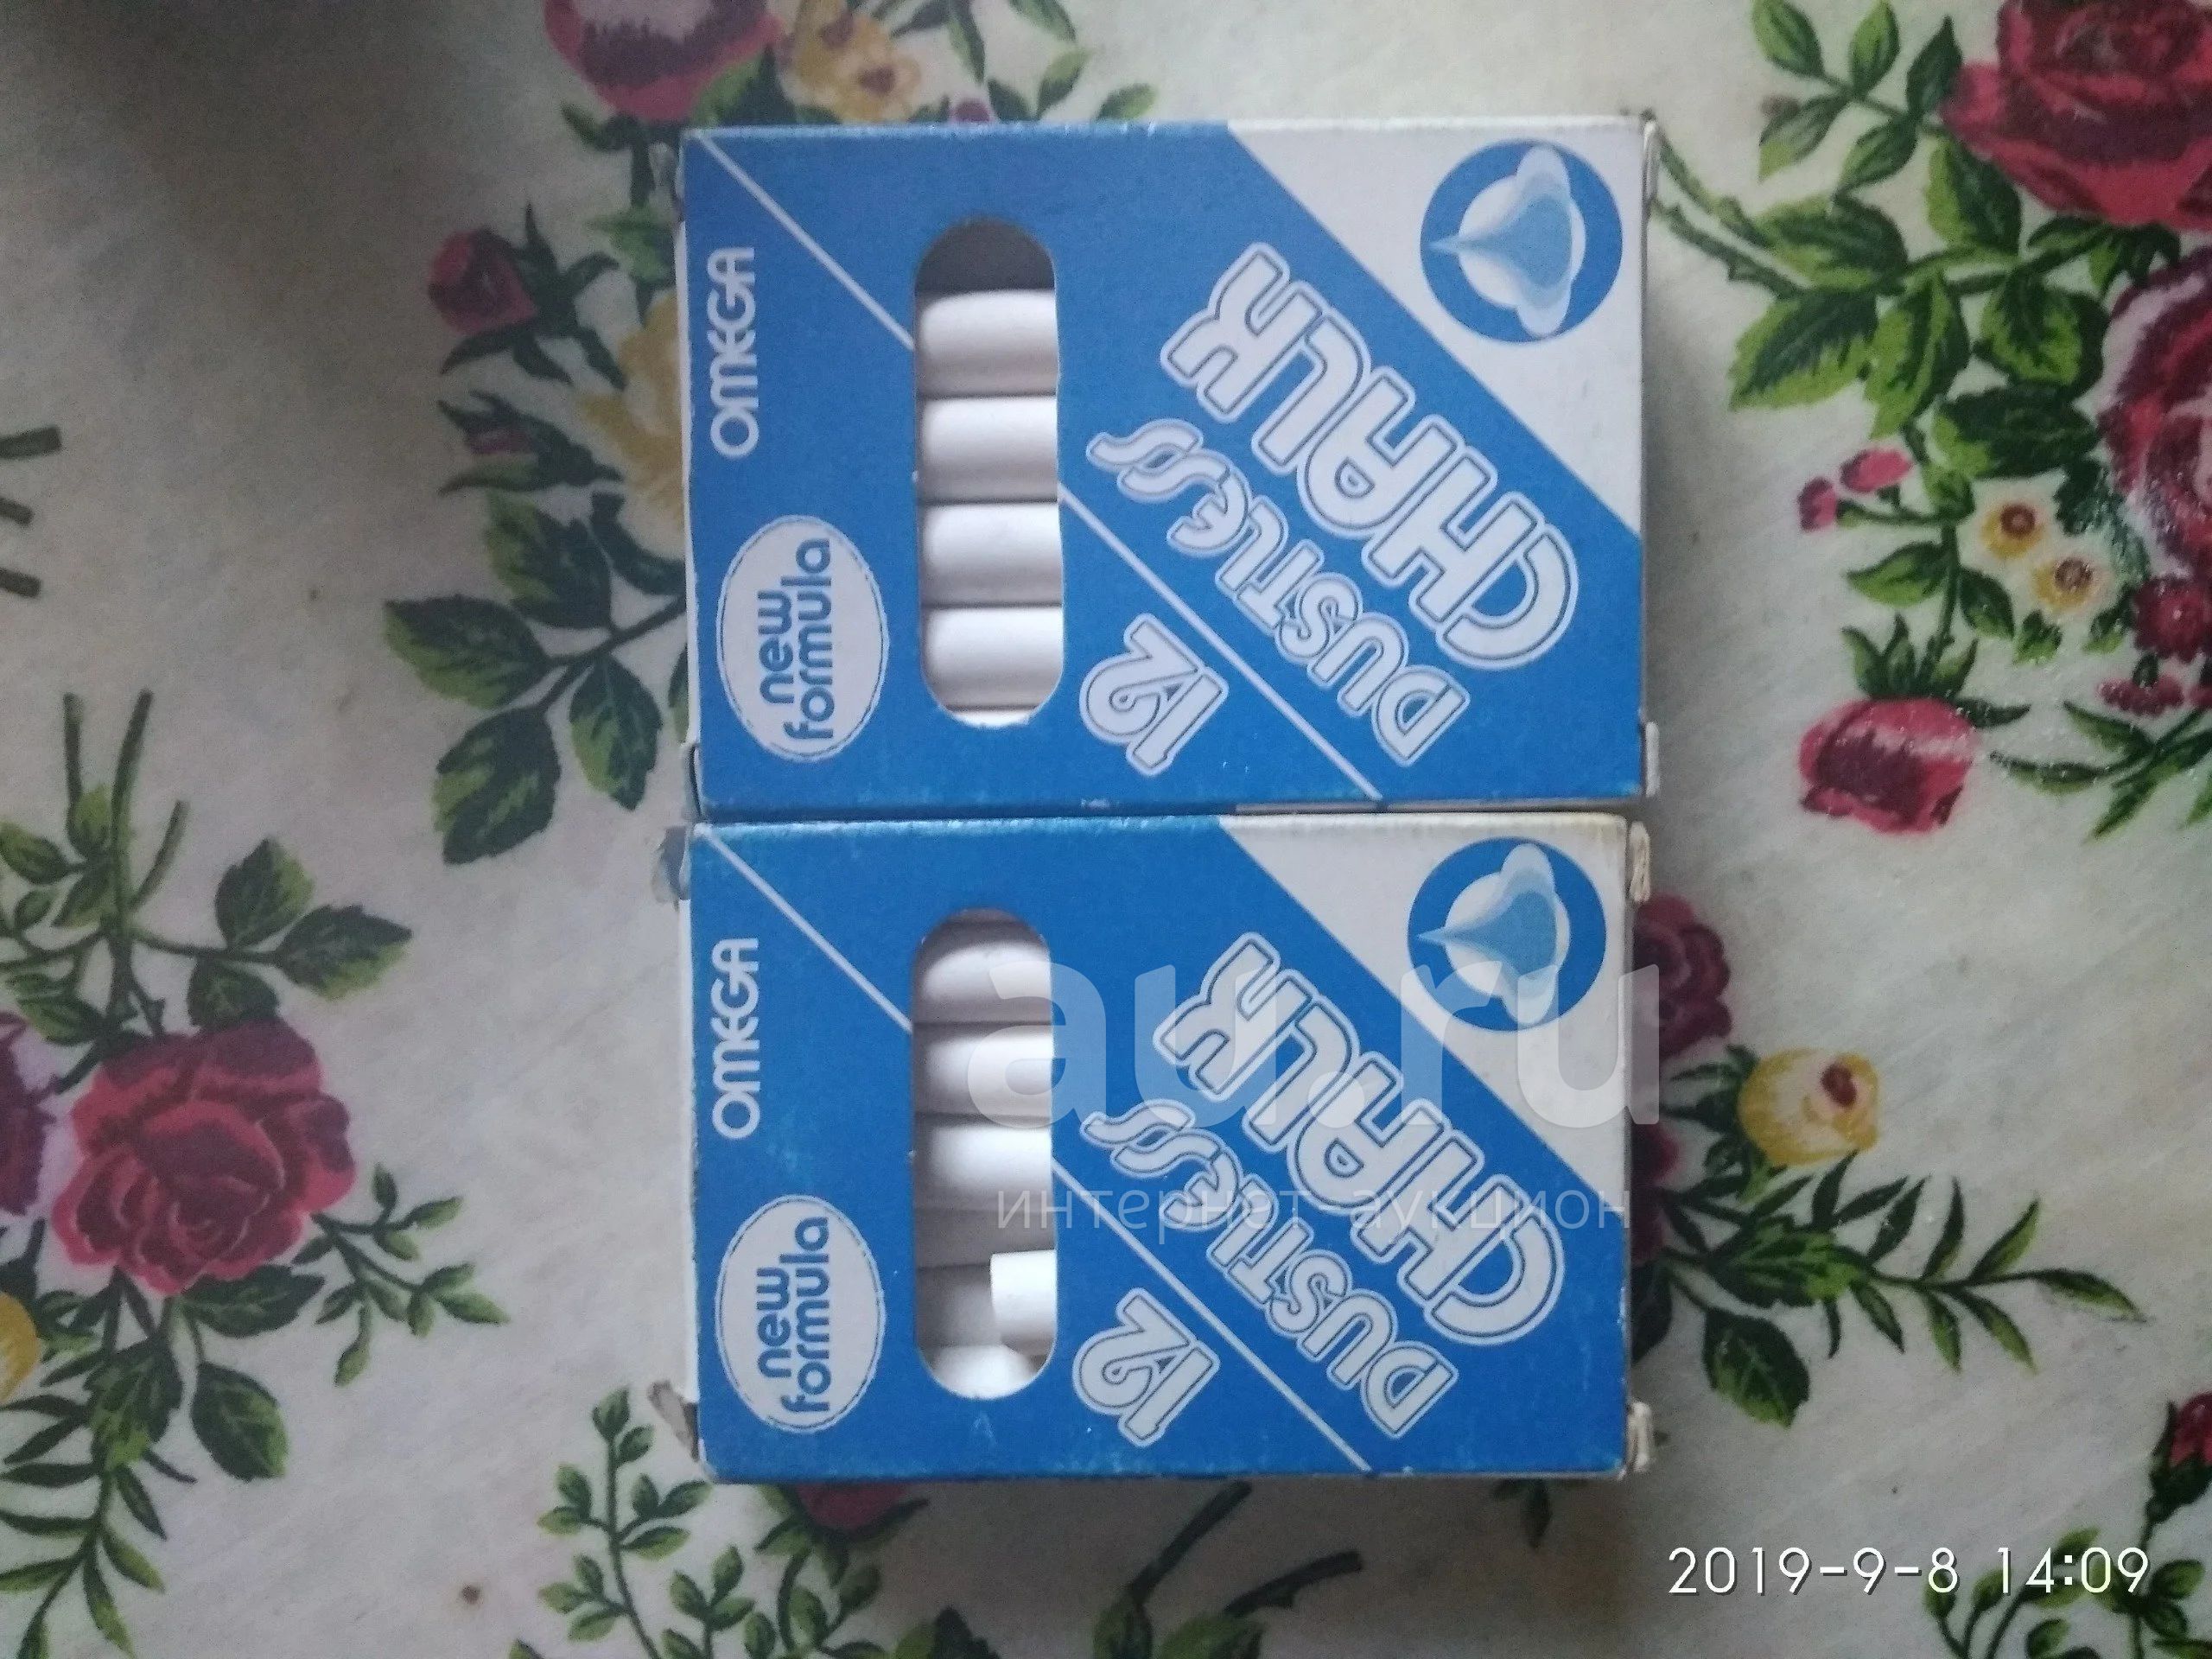 OMEGA
new
formula
12
DUSTLESS
CHALK
OMEGA
new
formula
12
DUSTLESS
CHALK
au.ru
интернет аукцион
2019-9-8 14:09